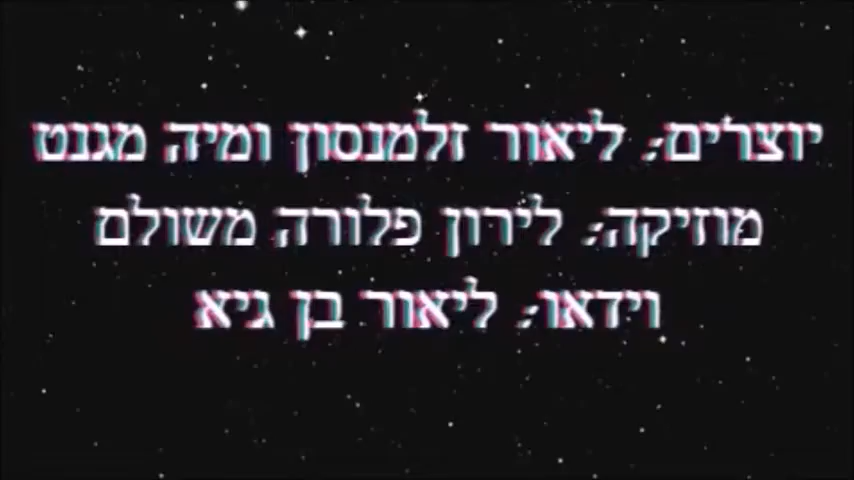 יוצרים: ליאור זלמנסון ומיה מגנט
מוזיקה: לירון פלורה משולם
וידאו: ליאור בן גיא